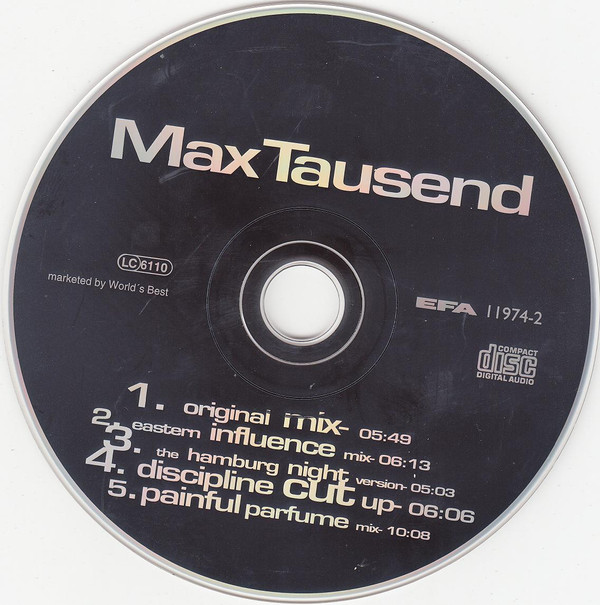 Max Tausend
LC 6110
marketed by World´s Best
EFA 11974-2
COMPACT
disc
DIGITAL AUDIO
1. original mix- 05:49
2. eastern influence mix- 06:13
3. the hamburg night version- 05:03
4. discipline cut up- 06:06
5. painful parfume mix- 10:08